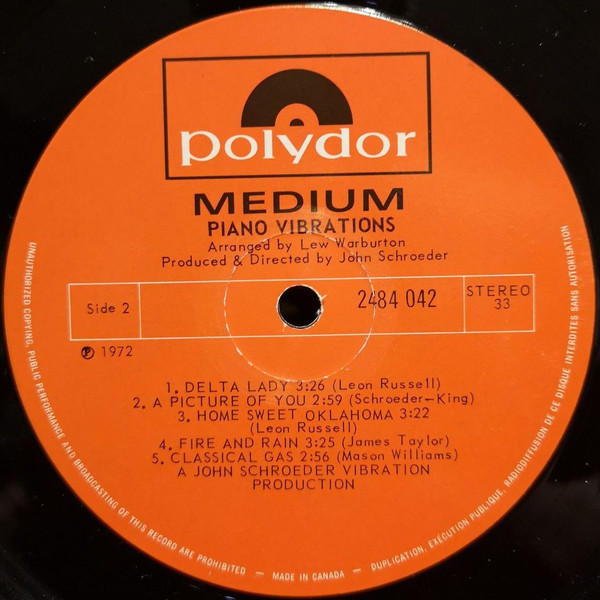 polydor
MEDIUM
PIANO VIBRATIONS
Arranged by Lew Warburton
Produced & Directed by John Schroeder
Side 2
2484 042
STEREO
33
℗ 1972
1. DELTA LADY 3:26 (Leon Russell)
2. A PICTURE OF YOU 2:59 (Schroeder-King)
3. HOME SWEET OKLAHOMA 3:22
(Leon Russell)
4. FIRE AND RAIN 3:25 (James Taylor)
5. CLASSICAL GAS 2:56 (Mason Williams)
A JOHN SCHROEDER VIBRATION
PRODUCTION
UNAUTHORIZED COPYING, PUBLIC PERFORMANCE AND BROADCASTING OF THIS RECORD ARE PROHIBITED — MADE IN CANADA — DUPLICATION, EXÉCUTION PUBLIQUE, RADIODIFFUSION DE CE DISQUE INTERDITES SANS AUTORISATION